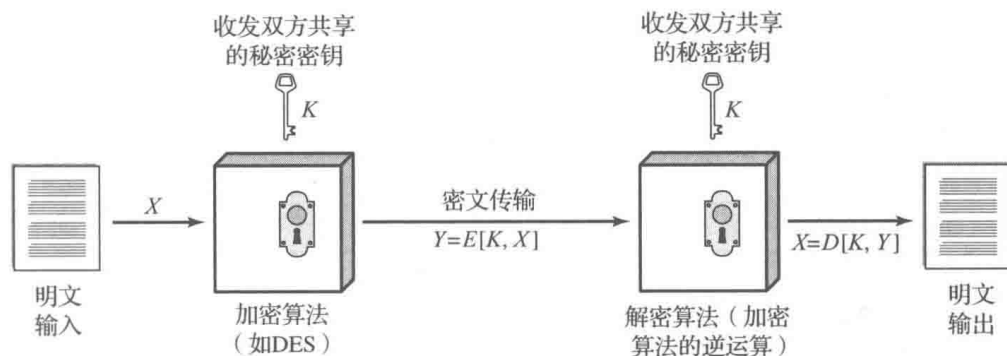 收发双方共享
的秘密密钥
K
收发双方共享
的秘密密钥
K
X
密文传输
Y=E[K, X]
X=D[K, Y]
明文
输入
加密算法
（如DES）
解密算法（加密
算法的逆运算）
明文
输出